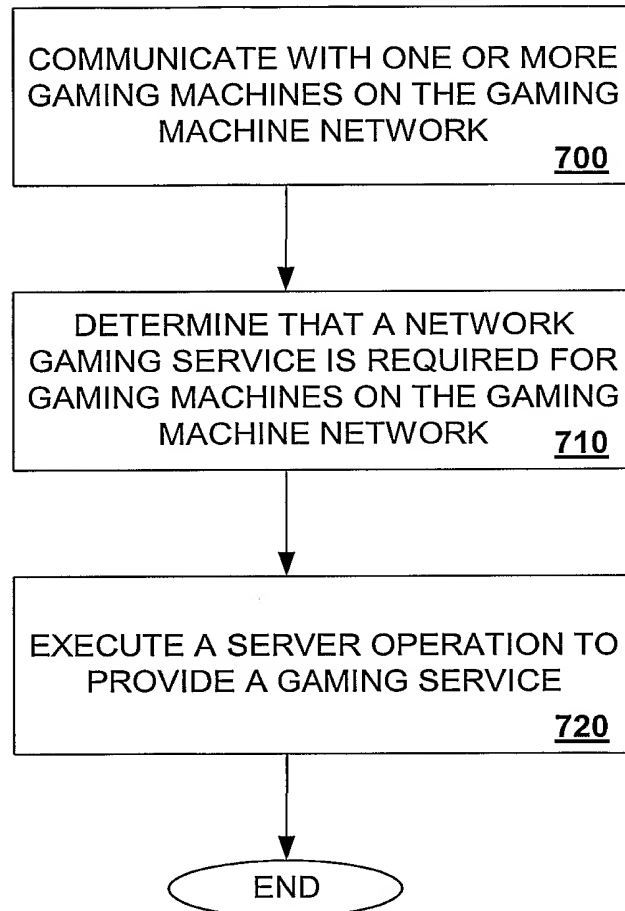 COMMUNICATE WITH ONE OR MORE
GAMING MACHINES ON THE GAMING
MACHINE NETWORK
700
DETERMINE THAT A NETWORK
GAMING SERVICE IS REQUIRED FOR
GAMING MACHINES ON THE GAMING
MACHINE NETWORK
710
EXECUTE A SERVER OPERATION TO
PROVIDE A GAMING SERVICE
720
END